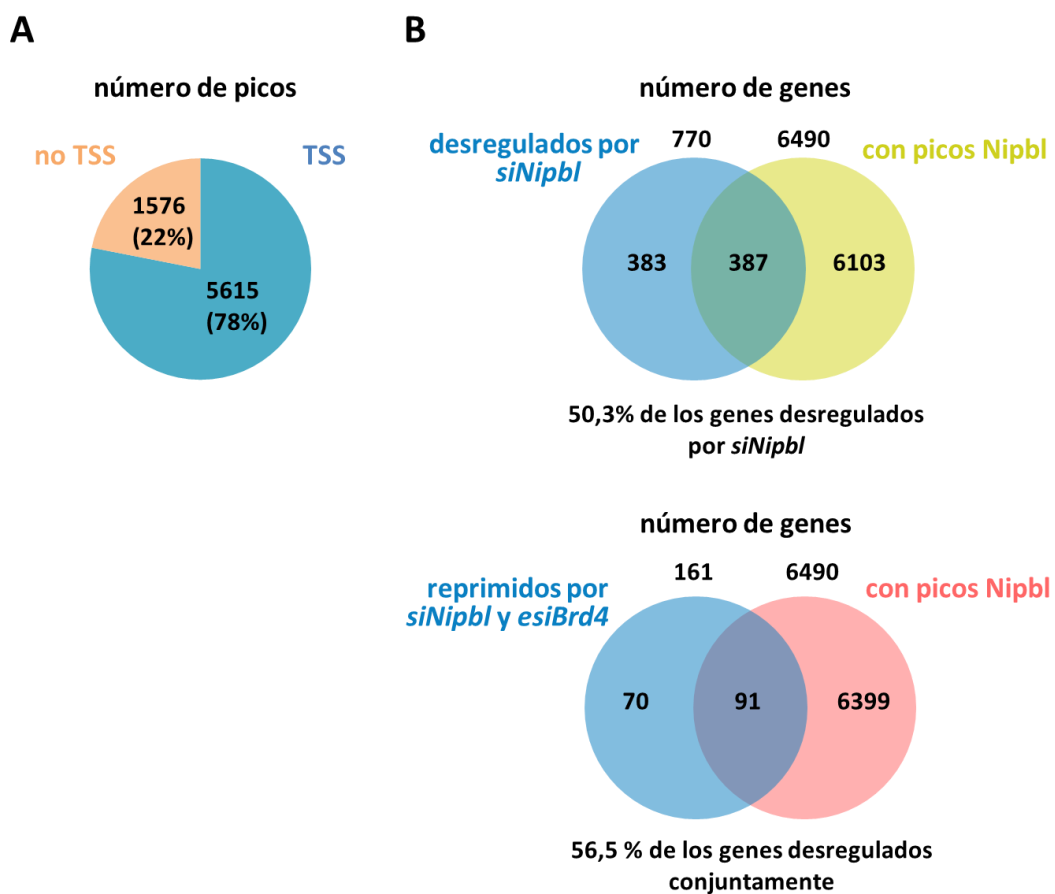 A
número de picos
no TSS
TSS
1576
(22%)
5615
(78%)
B
número de genes
desregulados por
siNipbl
770
6490
con picos Nipbl
383
387
6103
50,3% de los genes desregulados
por siNipbl
número de genes
reprimidos por
siNipbl y esiBrd4
161
6490
con picos Nipbl
70
91
6399
56,5 % de los genes desregulados
conjuntamente